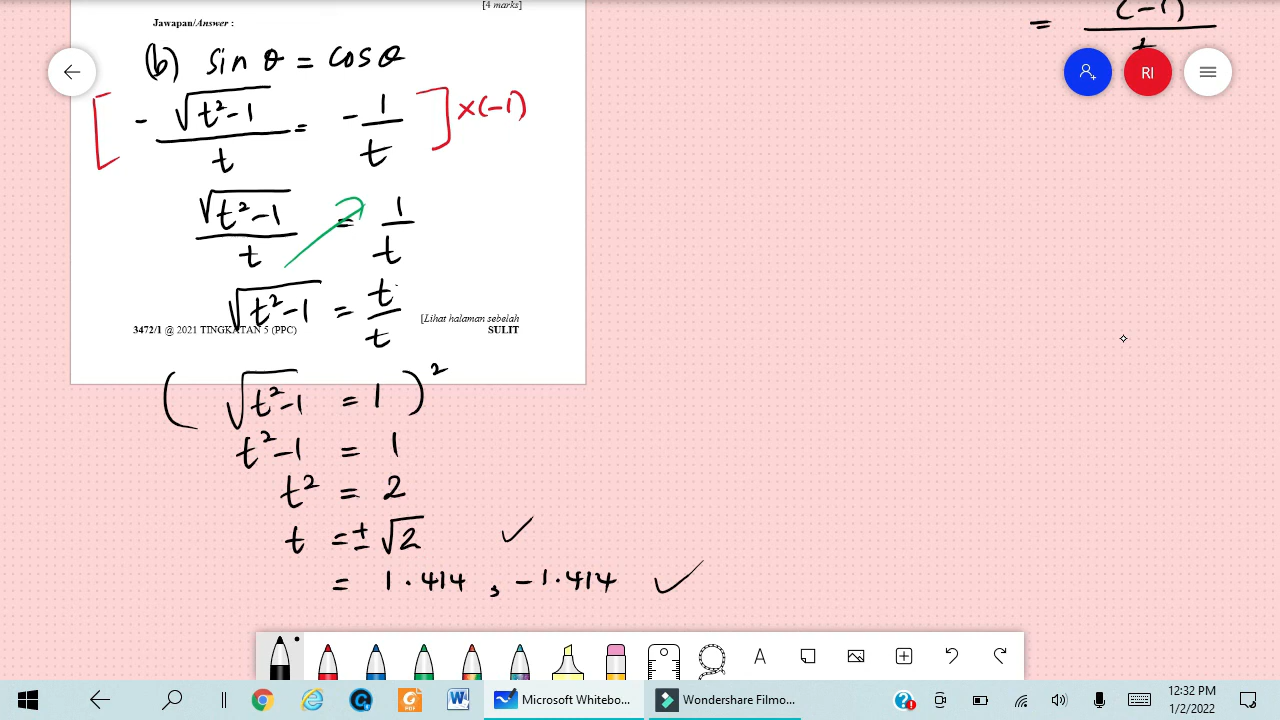 [4 marks]
Jawapan/Answer :
(b) sin θ = cos θ
[ - √t²-1 / t = - 1 / t ] ×(-1)
√t²-1 / t = 1 / t
√t²-1 = t / t
[Lihat halaman sebelah
3472/1 @ 2021 TINGKATAN 5 (PPC) SULIT
( √t²-1 = 1 )²
t²-1 = 1
t² = 2
t = ± √2 ✓
= 1.414 , -1.414 ✓
= (-1) / t
RI
A
Microsoft Whitebo...
Wondershare Filmo...
12:32 PM
1/2/2022